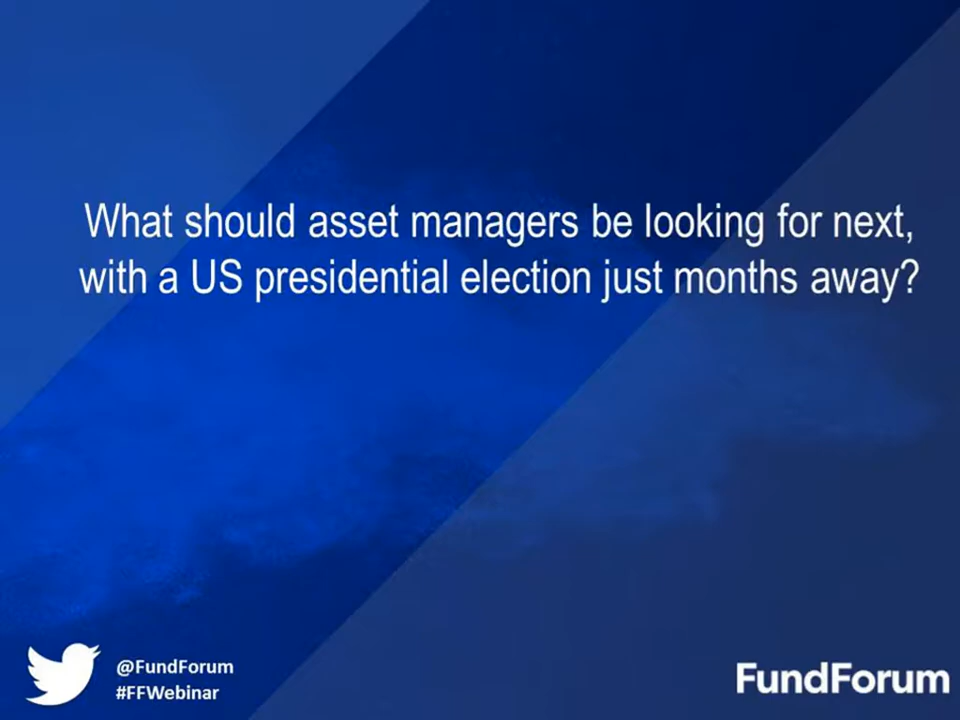 What should asset managers be looking for next,
with a US presidential election just months away?
@FundForum
#FFWebinar
FundForum